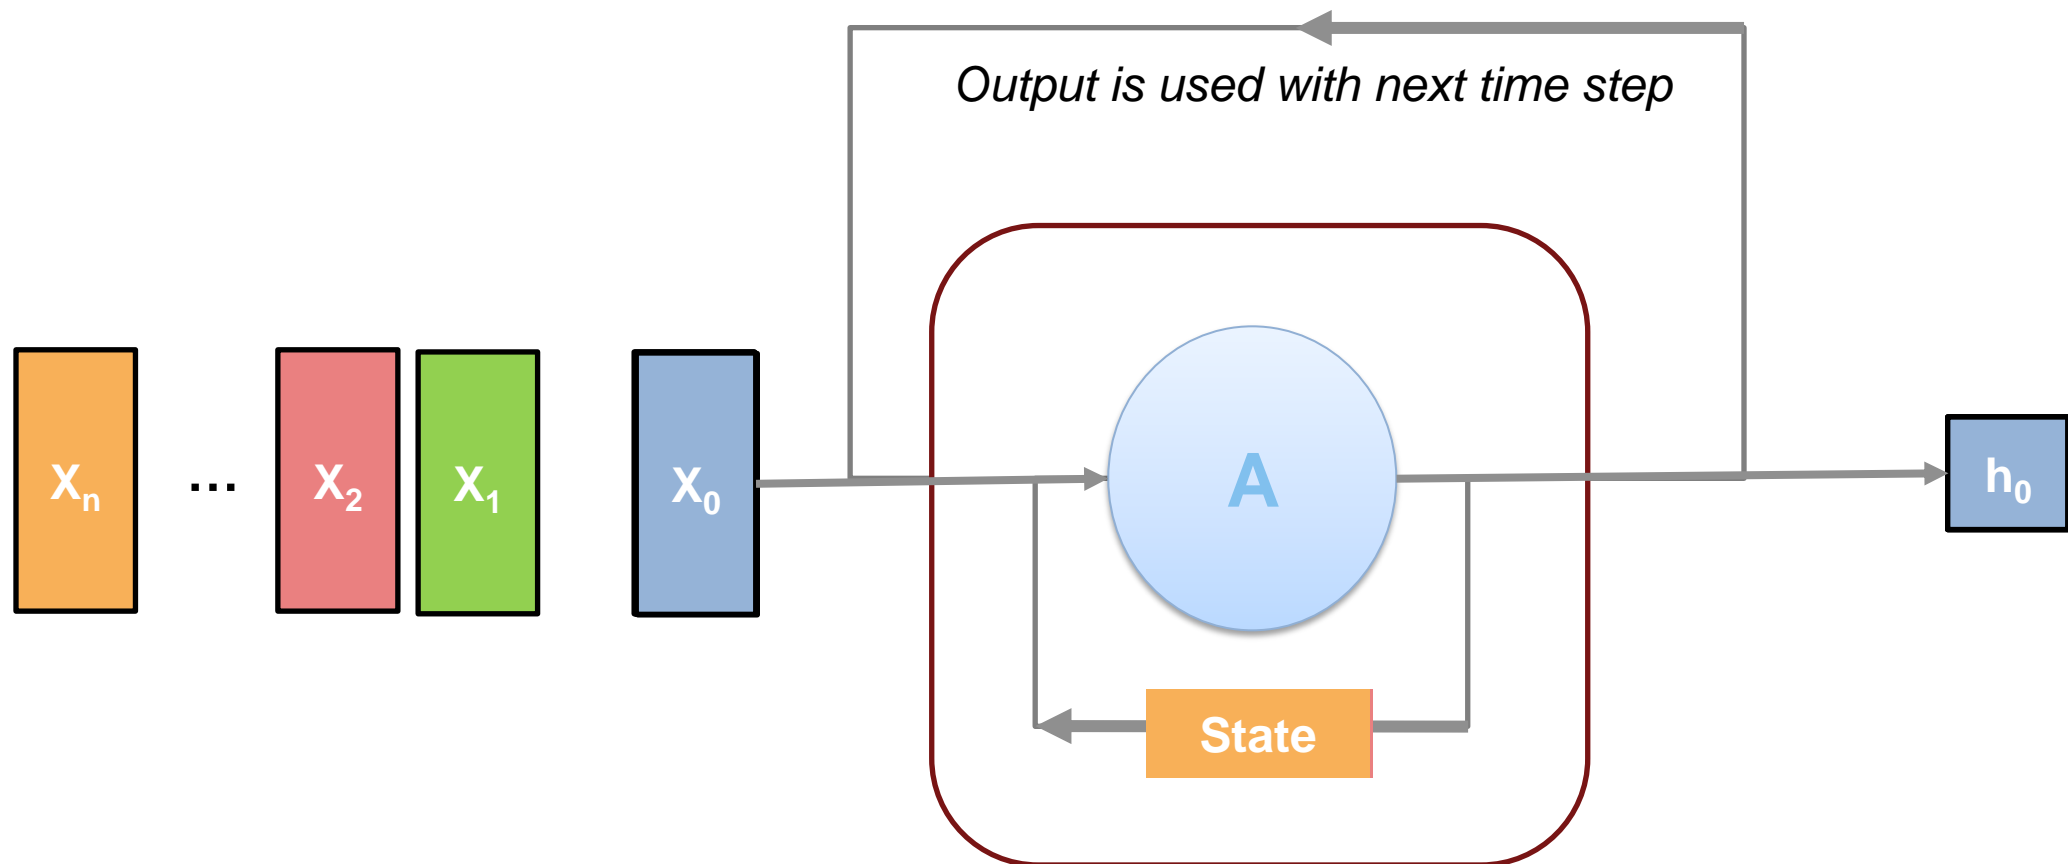 Output is used with next time step
Xn ... X2 X1 X0 A h0
State